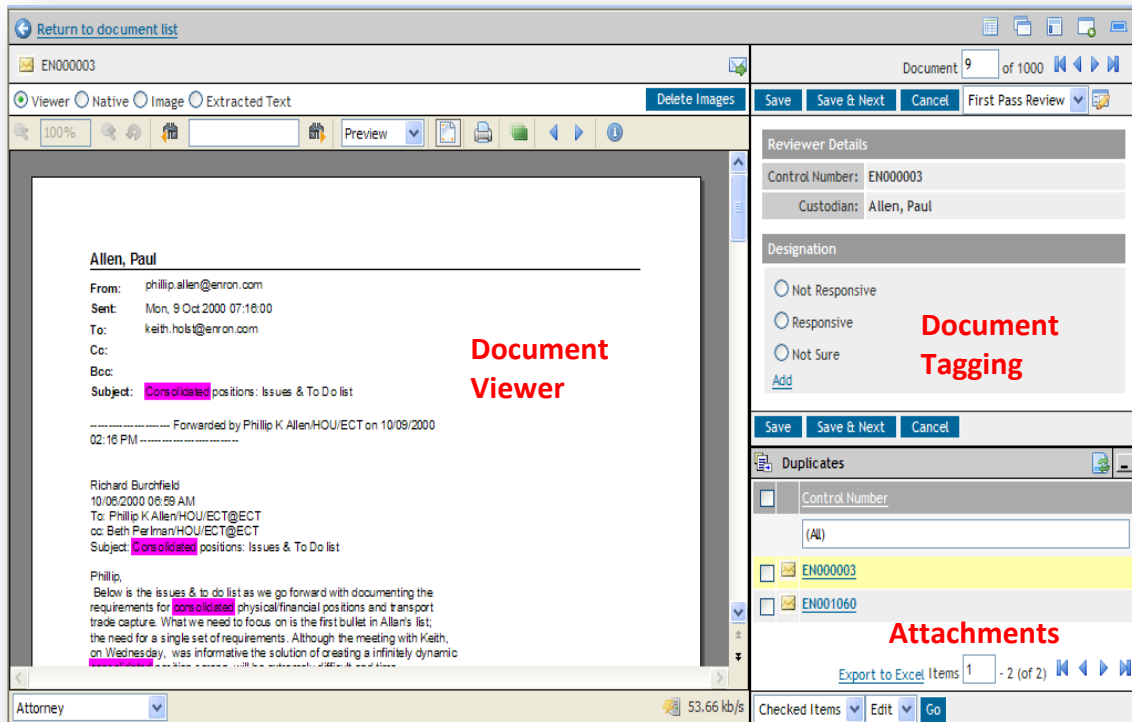 Return to document list
EN000003
Document 9 of 1000
Viewer Native Image Extracted Text
Delete Images
Save Save & Next Cancel First Pass Review
100%
Preview
Reviewer Details
Control Number: EN000003
Custodian: Allen, Paul
Designation
Not Responsive
Responsive
Not Sure
Add
Document
Tagging
Save Save & Next Cancel
Allen, Paul
From: phillip.allen@enron.com
Sent: Mon, 9 Oct 2000 07:16:00
To: keith.holst@enron.com
Cc:
Bcc:
Subject: Consolidated positions: Issues & To Do list
Document
Viewer
---------------------- Forwarded by Phillip K Allen/HOU/ECT on 10/09/2000
02:16 PM ---------------------------
Richard Burchfield
10/06/2000 06:59 AM
To: Phillip K Allen/HOU/ECT@ECT
cc: Beth Perlman/HOU/ECT@ECT
Subject: Consolidated positions: Issues & To Do list
Phillip,
Below is the issues & to do list as we go forward with documenting the
requirements for consolidated physical/financial positions and transport
trade capture. What we need to focus on is the first bullet in Allan's list;
the need for a single set of requirements. Although the meeting with Keith,
on Wednesday, was informative the solution of creating a infinitely dynamic
consolidated position screen, will be extremely difficult and time
Duplicates
Control Number
(All)
EN000003
EN001060
Attachments
Export to Excel Items 1 - 2 (of 2)
Attorney
53.66 kb/s
Checked Items Edit Go